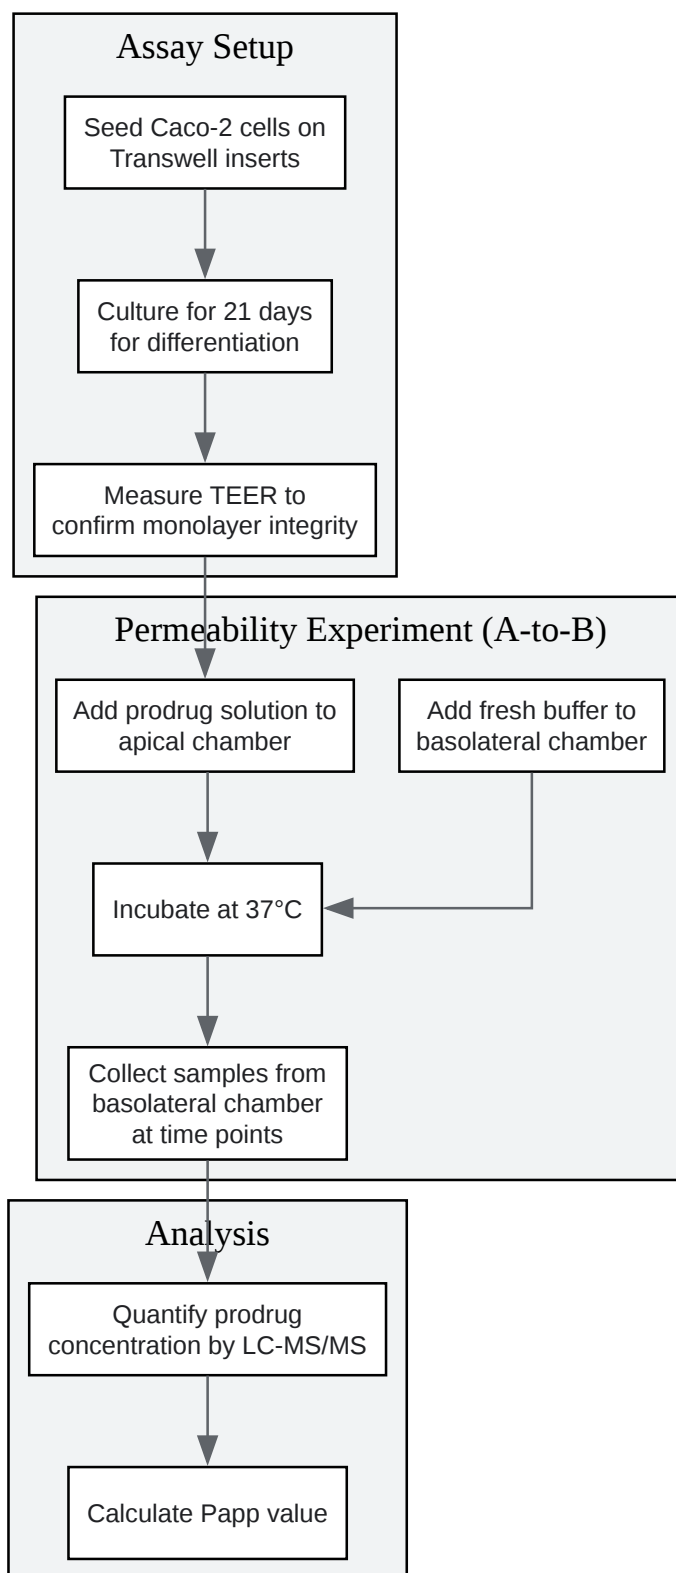 Assay Setup
Seed Caco-2 cells on
Transwell inserts
Culture for 21 days
for differentiation
Measure TEER to
confirm monolayer integrity
Permeability Experiment (A-to-B)
Add prodrug solution to
apical chamber
Add fresh buffer to
basolateral chamber
Incubate at 37°C
Collect samples from
basolateral chamber
at time points
Analysis
Quantify prodrug
concentration by LC-MS/MS
Calculate Papp value